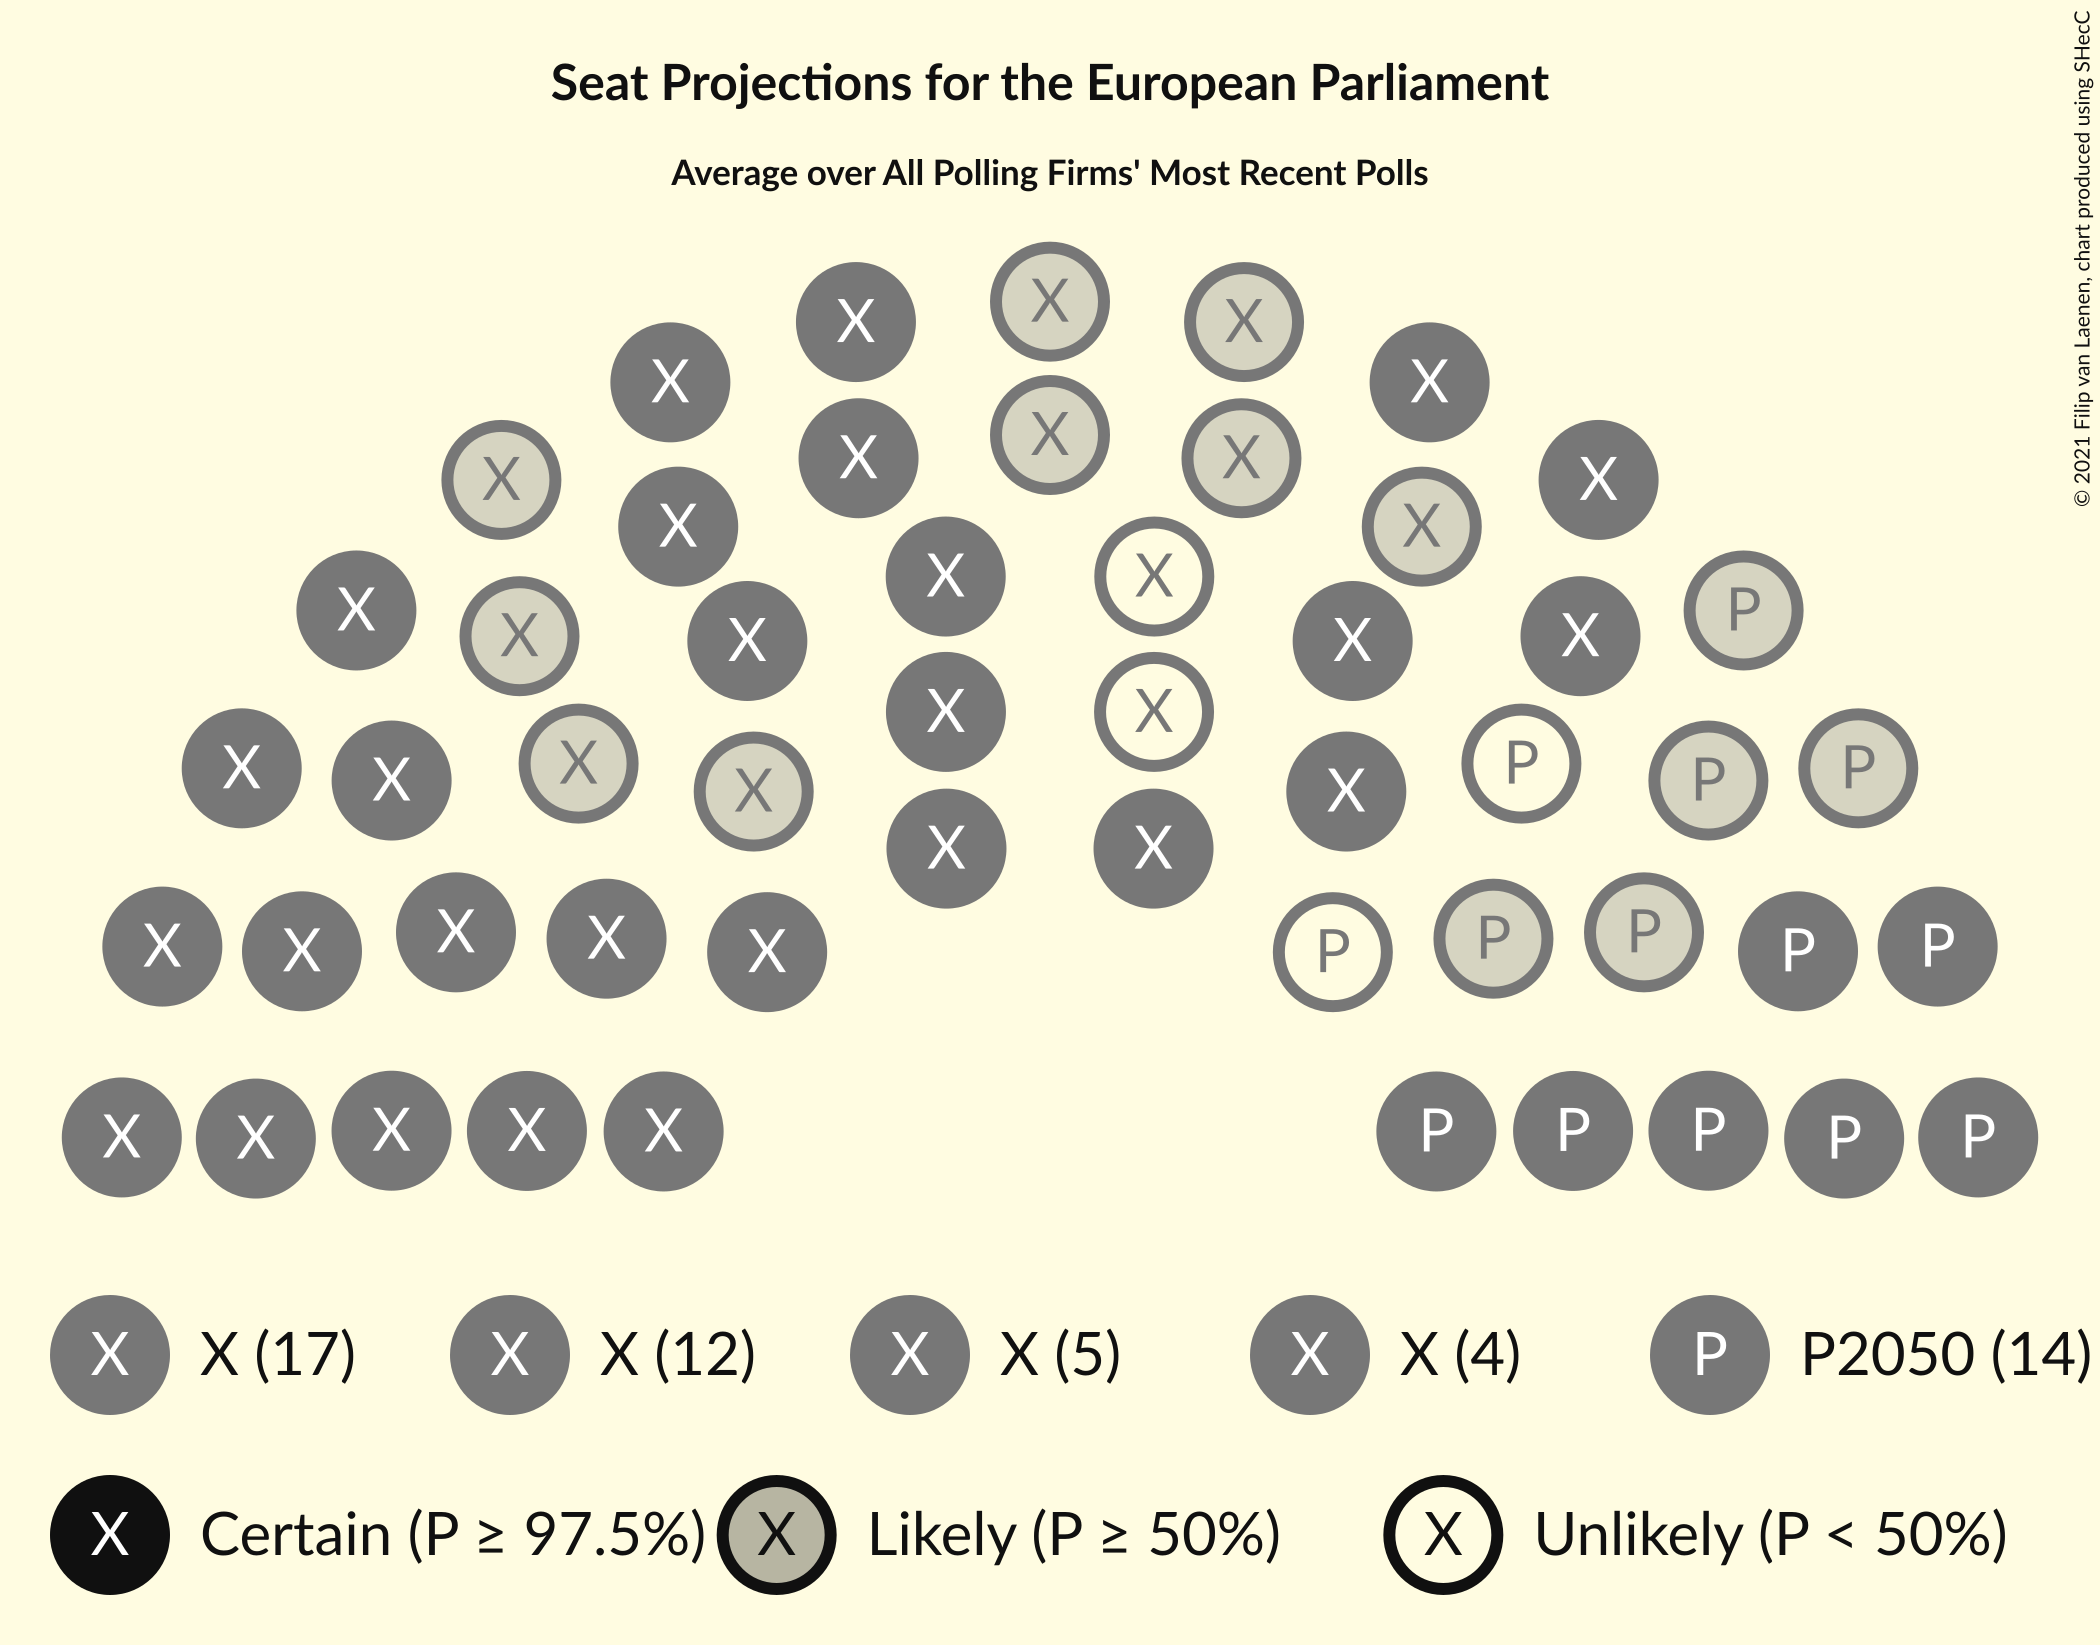 Seat Projections for the European Parliament
Average over All Polling Firms' Most Recent Polls
© 2021 Filip van Laenen, chart produced using SHecC
X
X X
X X
X
X X
X X
X X
X X
X X P
X X X X
X X
X X P P P
X X X
X X
X X X X X P P P P P
X X X X X P P P P P
X X (17) X X (12) X X (5) X X (4) P P2050 (14)
X Certain (P ≥ 97.5%) X Likely (P ≥ 50%) X Unlikely (P < 50%)